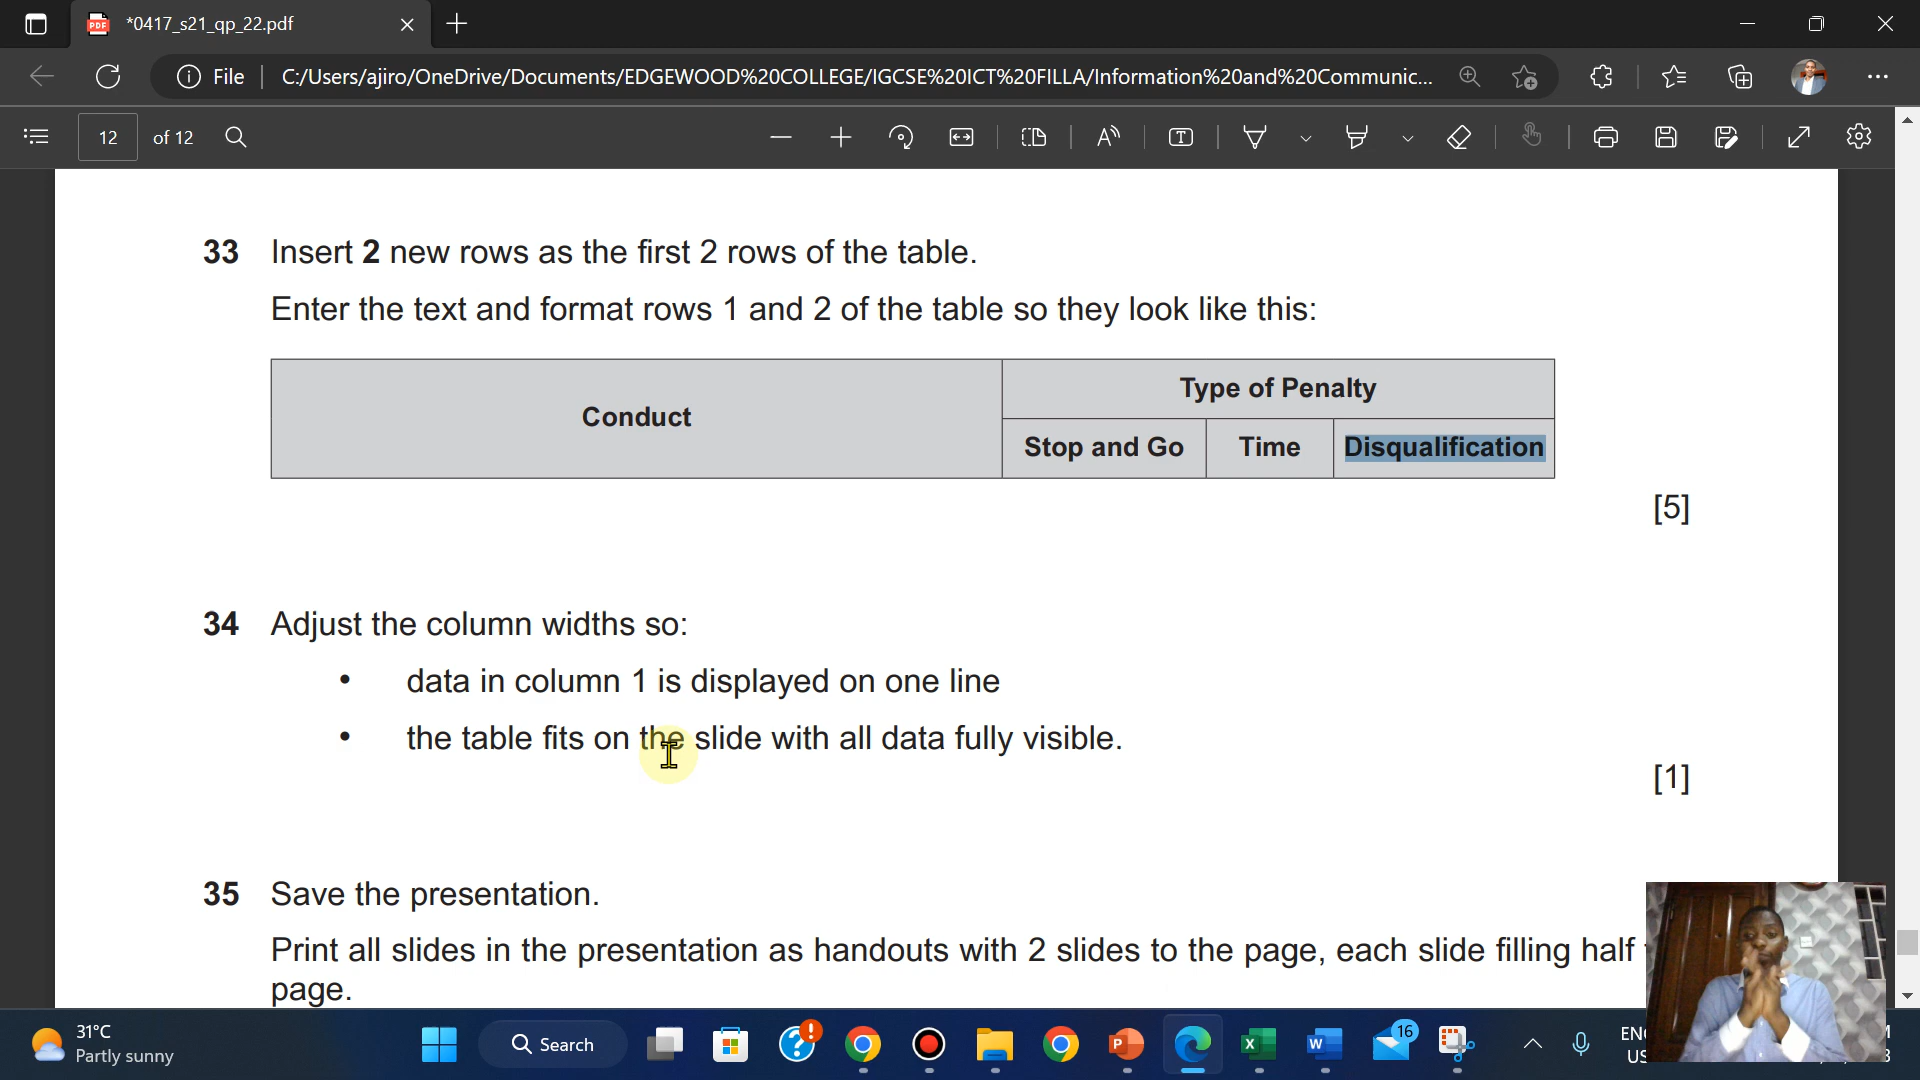 *0417_s21_qp_22.pdf
File C:/Users/ajiro/OneDrive/Documents/EDGEWOOD%20COLLEGE/IGCSE%20ICT%20FILLA/Information%20and%20Communic...
12 of 12
33 Insert 2 new rows as the first 2 rows of the table.
Enter the text and format rows 1 and 2 of the table so they look like this:
Type of Penalty
Conduct
Stop and Go Time Disqualification
[5]
34 Adjust the column widths so:
• data in column 1 is displayed on one line
• the table fits on the slide with all data fully visible.
[1]
35 Save the presentation.
Print all slides in the presentation as handouts with 2 slides to the page, each slide filling half
page.
31°C
Partly sunny
Search
16